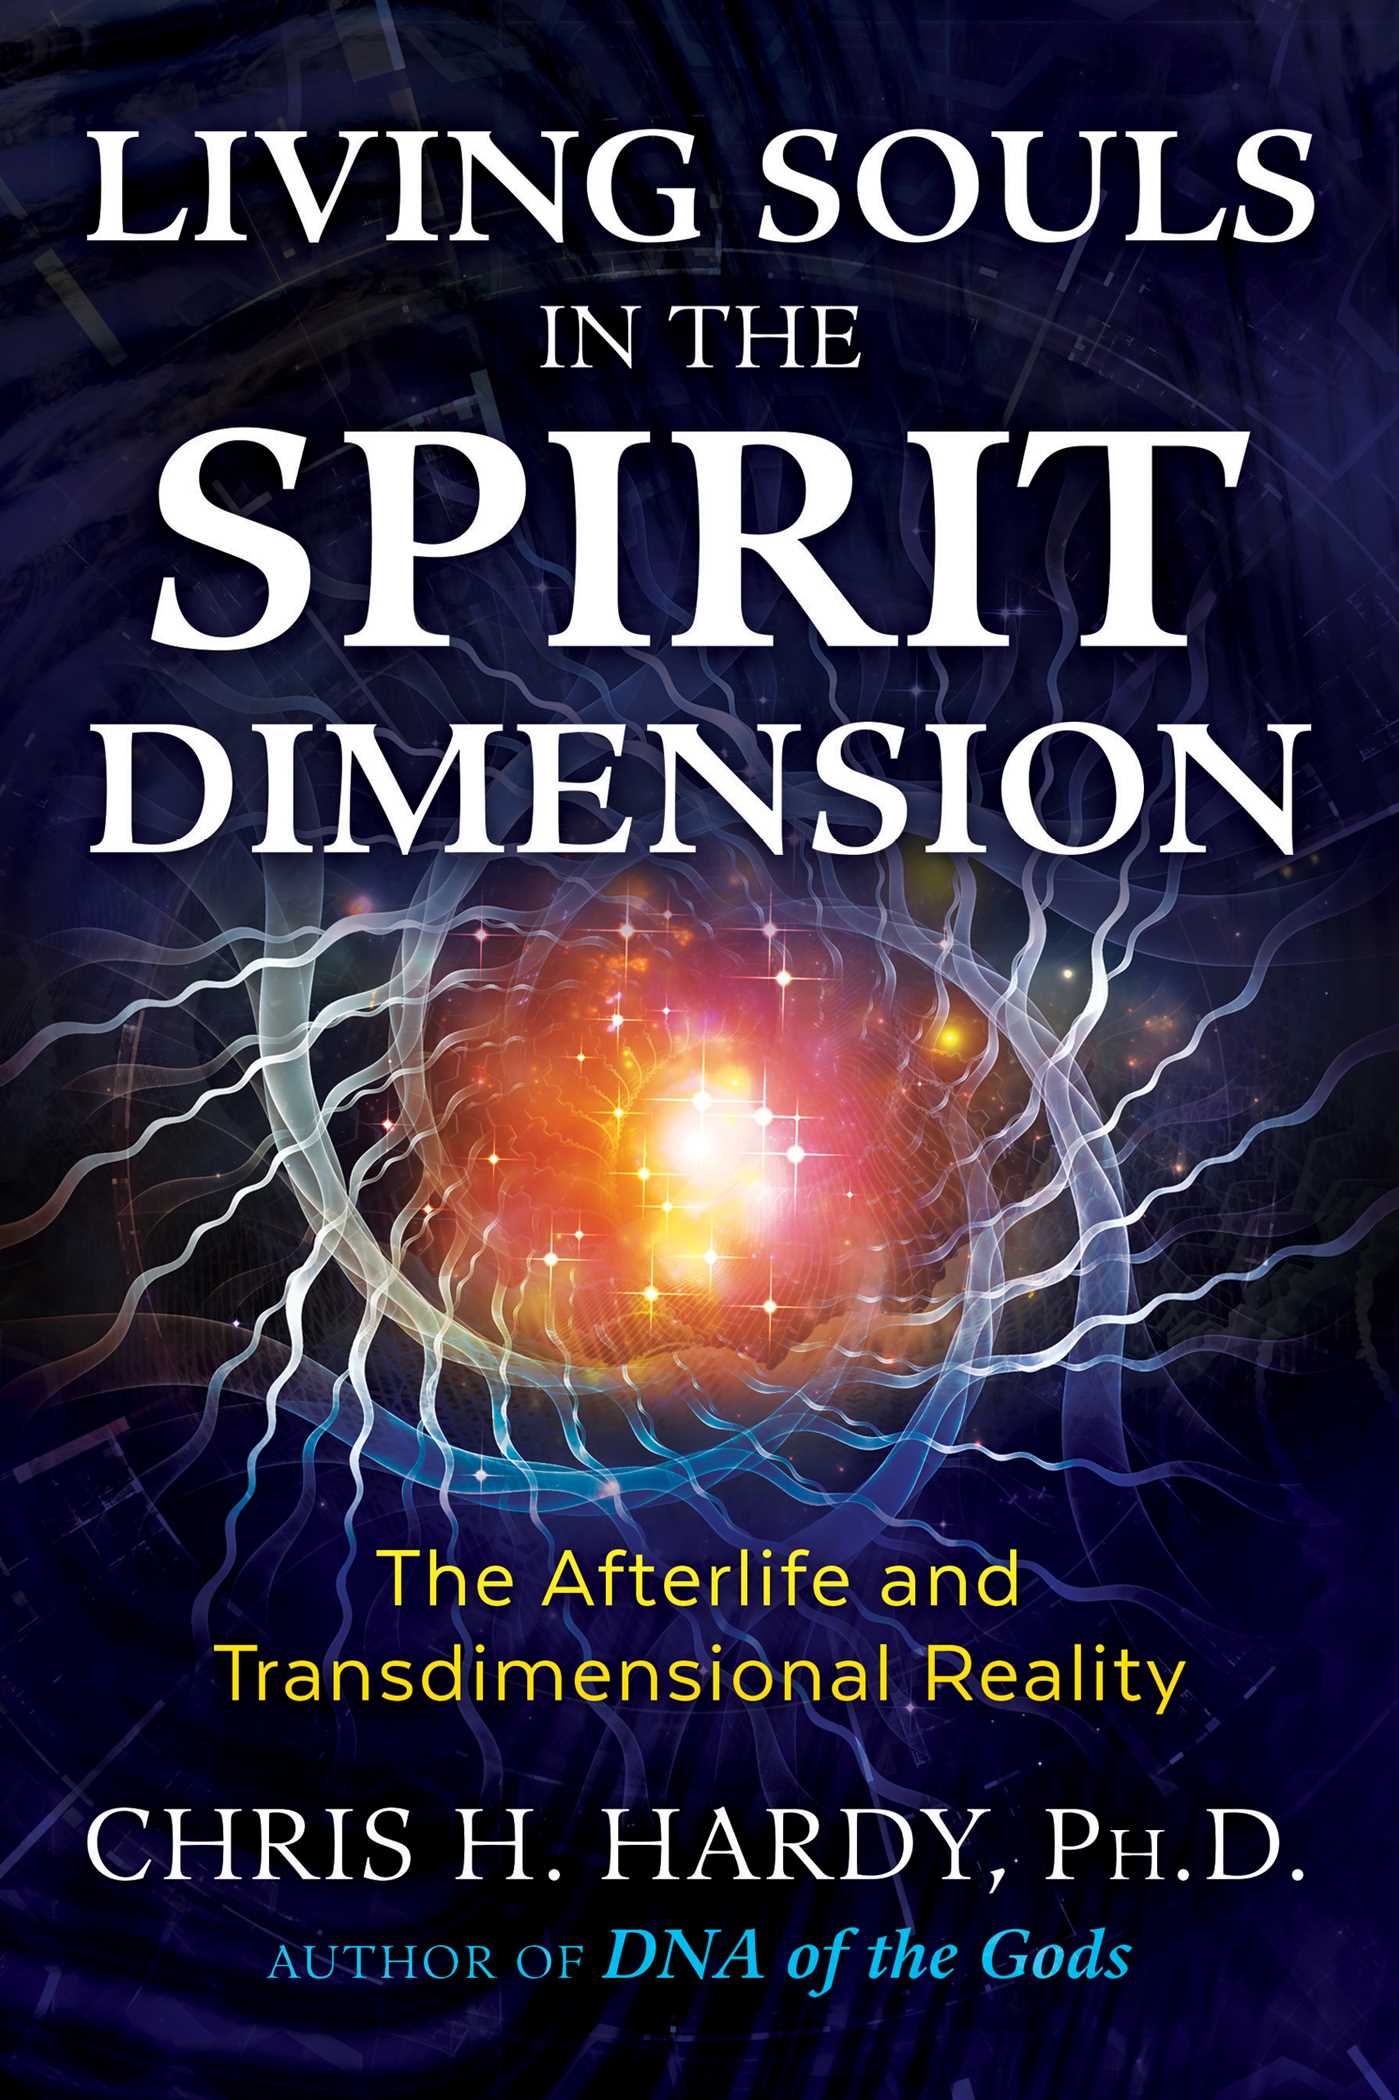 LIVING SOULS
IN THE
SPIRIT
DIMENSION
The Afterlife and
Transdimensional Reality
CHRIS H. HARDY, PH.D.
AUTHOR OF DNA of the Gods